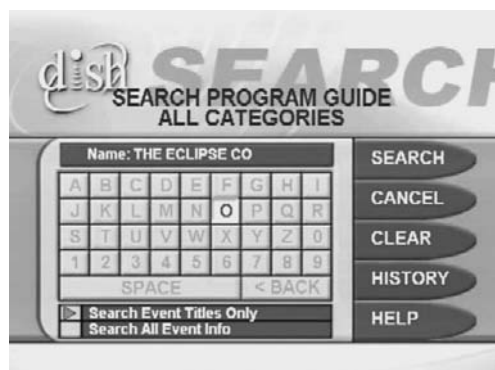 dish
SEARCH
SEARCH PROGRAM GUIDE
ALL CATEGORIES
Name: THE ECLIPSE CO
A B C D E F G H I
J K L M N O P Q R
S T U V W X Y Z 0
1 2 3 4 5 6 7 8 9
SPACE < BACK
Search Event Titles Only
Search All Event Info
SEARCH
CANCEL
CLEAR
HISTORY
HELP